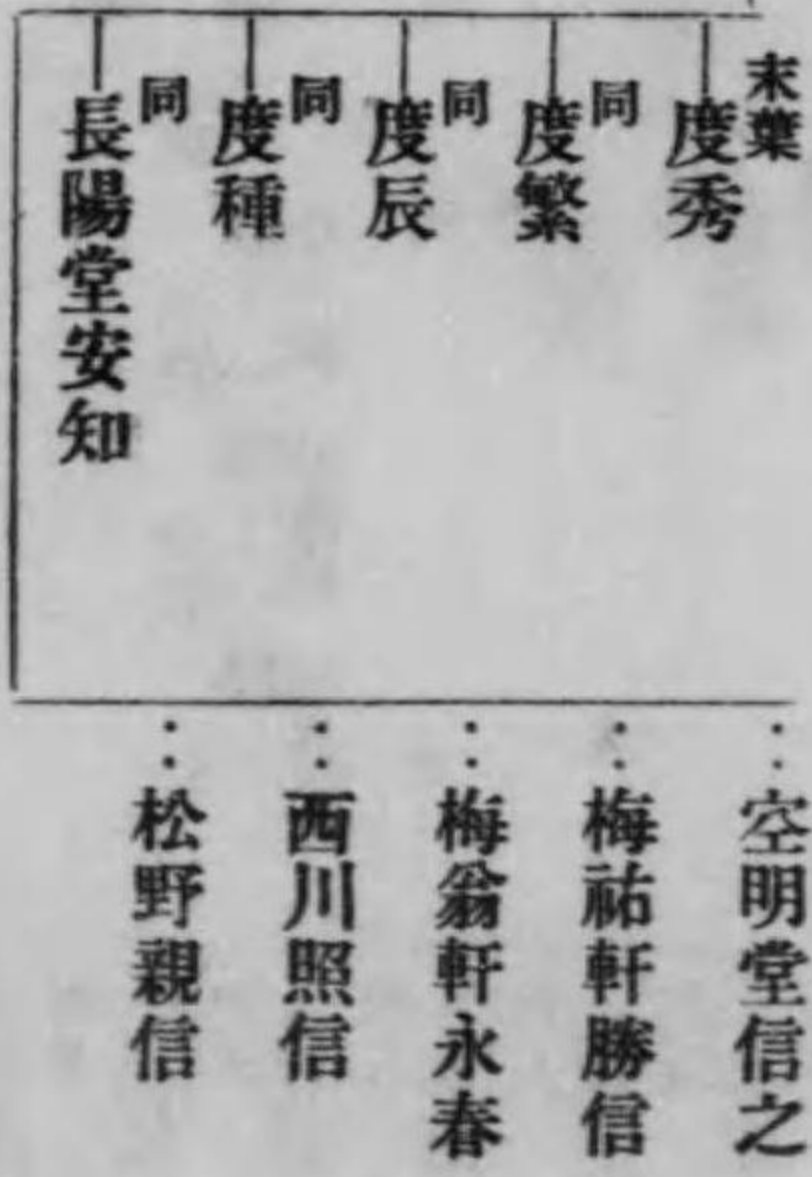 末葉
度秀
同
度繁
同
度辰
同
度種
同
長陽堂安知
空明堂信之
梅祐軒勝信
梅翁軒永春
西川照信
松野親信